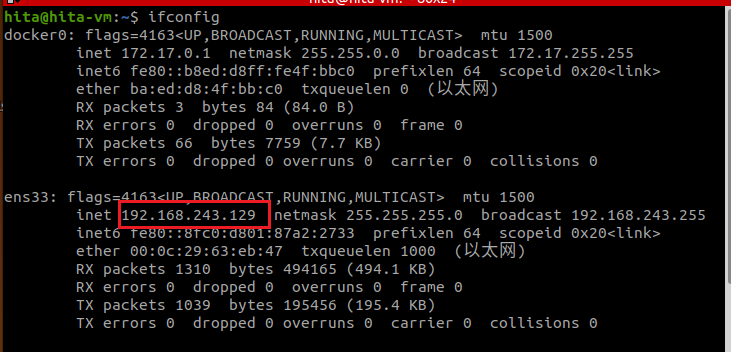 hita@hita-vm: ~ 80x24
hita@hita-vm:~$ ifconfig
docker0: flags=4163<UP,BROADCAST,RUNNING,MULTICAST>  mtu 1500
        inet 172.17.0.1  netmask 255.255.0.0  broadcast 172.17.255.255
        inet6 fe80::b8ed:d8ff:fe4f:bbc0  prefixlen 64  scopeid 0x20<link>
        ether ba:ed:d8:4f:bb:c0  txqueuelen 0  (以太网)
        RX packets 3  bytes 84 (84.0 B)
        RX errors 0  dropped 0  overruns 0  frame 0
        TX packets 66  bytes 7759 (7.7 KB)
        TX errors 0  dropped 0 overruns 0  carrier 0  collisions 0
ens33: flags=4163<UP,BROADCAST,RUNNING,MULTICAST>  mtu 1500
        inet 192.168.243.129  netmask 255.255.255.0  broadcast 192.168.243.255
        inet6 fe80::8fc0:d801:87a2:2733  prefixlen 64  scopeid 0x20<link>
        ether 00:0c:29:63:eb:47  txqueuelen 1000  (以太网)
        RX packets 1310  bytes 494165 (494.1 KB)
        RX errors 0  dropped 0  overruns 0  frame 0
        TX packets 1039  bytes 195456 (195.4 KB)
        TX errors 0  dropped 0 overruns 0  carrier 0  collisions 0